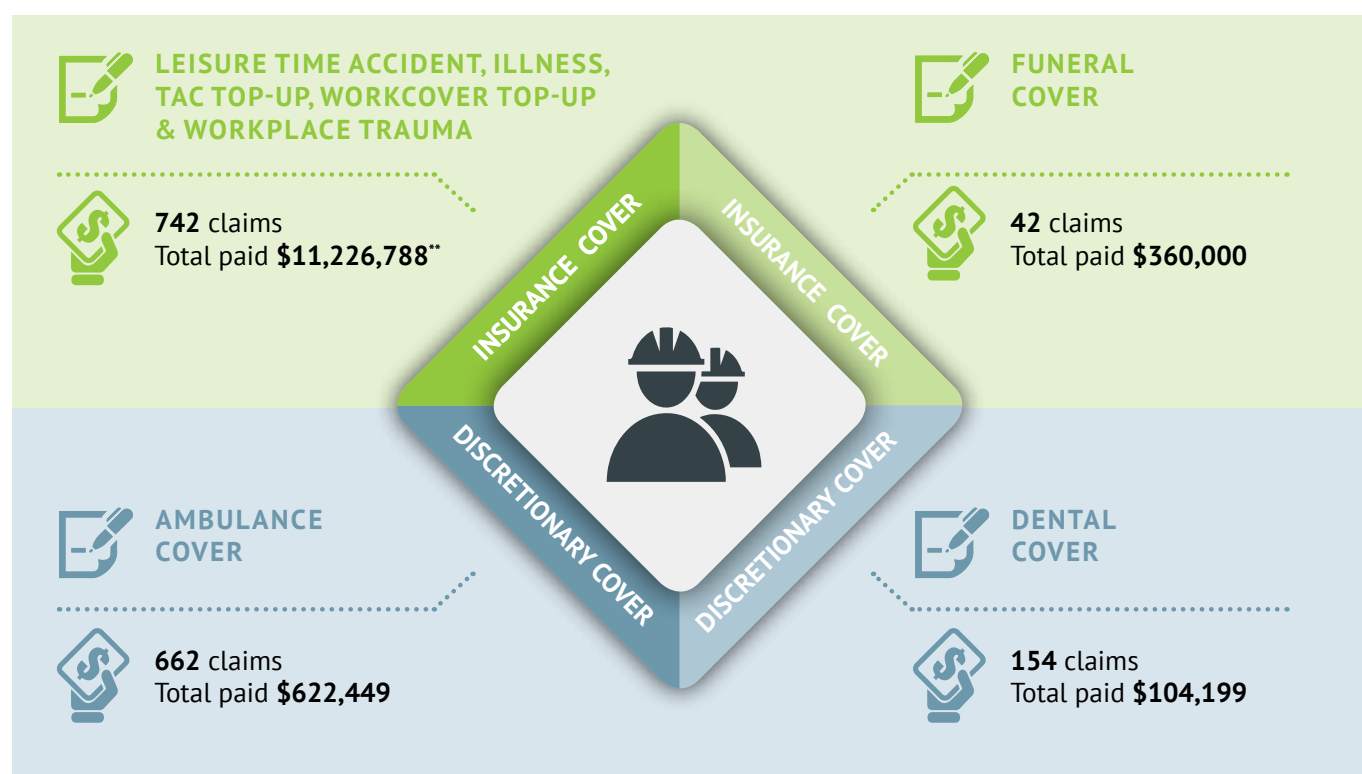 LEISURE TIME ACCIDENT, ILLNESS,
TAC TOP-UP, WORKCOVER TOP-UP
& WORKPLACE TRAUMA
742 claims
Total paid $11,226,788**
FUNERAL
COVER
42 claims
Total paid $360,000
INSURANCE COVER
INSURANCE COVER
DISCRETIONARY COVER
DISCRETIONARY COVER
AMBULANCE
COVER
662 claims
Total paid $622,449
DENTAL
COVER
154 claims
Total paid $104,199